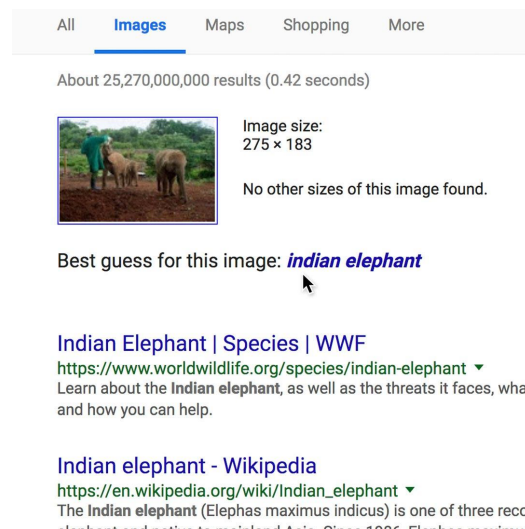 All Images Maps Shopping More
About 25,270,000,000 results (0.42 seconds)
Image size:
275 × 183
No other sizes of this image found.
Best guess for this image: indian elephant
Indian Elephant | Species | WWF
https://www.worldwildlife.org/species/indian-elephant
Learn about the Indian elephant, as well as the threats it faces, wha
and how you can help.
Indian elephant - Wikipedia
https://en.wikipedia.org/wiki/Indian_elephant
The Indian elephant (Elephas maximus indicus) is one of three reco